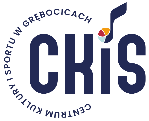 CENTRUM KULTURY I SPORTU W GRĘBOCICACH
CKiS